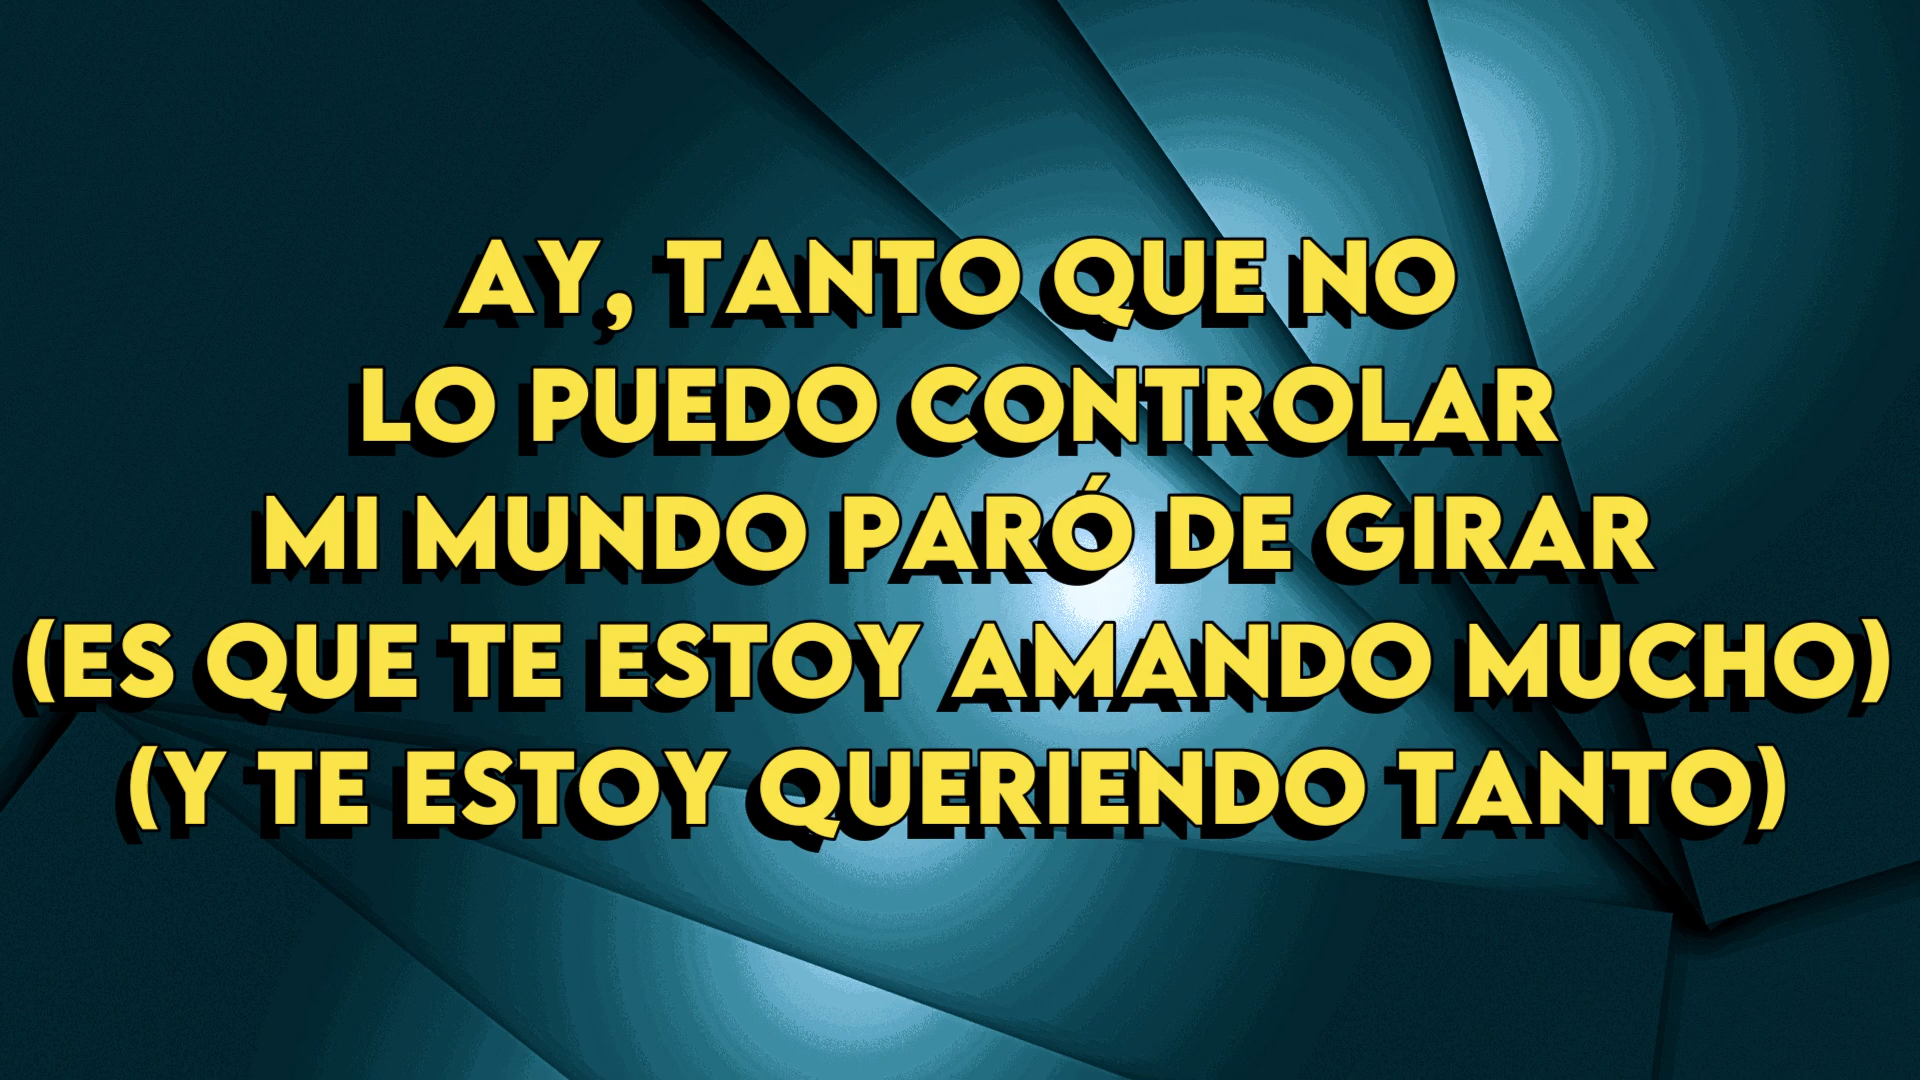 AY, TANTO QUE NO
LO PUEDO CONTROLAR
MI MUNDO PARÓ DE GIRAR
(ES QUE TE ESTOY AMANDO MUCHO)
(Y TE ESTOY QUERIENDO TANTO)